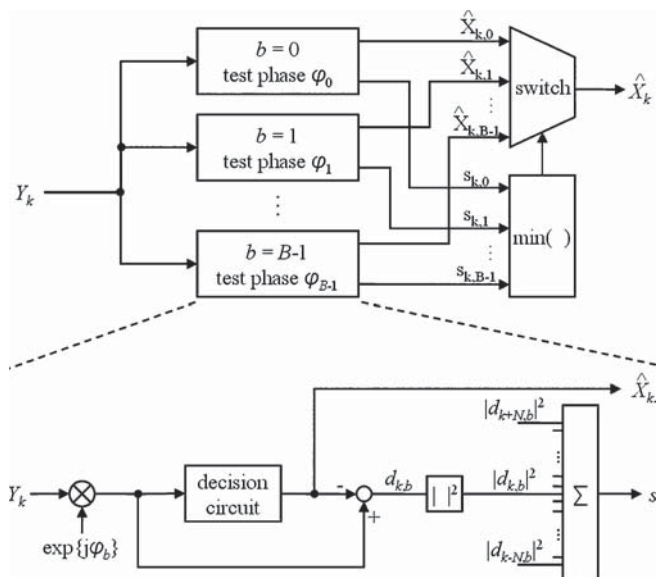 b = 0
test phase φ0
b = 1
test phase φ1
⋮
b = B-1
test phase φB-1
Yk
X̂k,0
X̂k,1
⋮
X̂k,B-1
sk,0
sk,1
⋮
sk,B-1
switch
min( )
X̂k
Yk
exp{jφb}
decision
circuit
-
+
dk,b
| |²
|dk+N,b|²
⋮
|dk,b|²
⋮
|dk-N,b|²
Σ
X̂k,
s